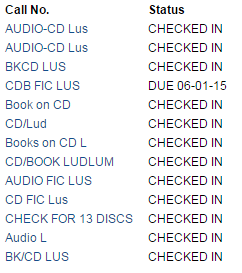 Call No. Status
AUDIO-CD Lus CHECKED IN
AUDIO-CD Lus CHECKED IN
BKCD LUS CHECKED IN
CDB FIC LUS DUE 06-01-15
Book on CD CHECKED IN
CD/Lud CHECKED IN
Books on CD L CHECKED IN
CD/BOOK LUDLUM CHECKED IN
AUDIO FIC LUS CHECKED IN
CD FIC Lus CHECKED IN
CHECK FOR 13 DISCS CHECKED IN
Audio L CHECKED IN
BK/CD LUS CHECKED IN